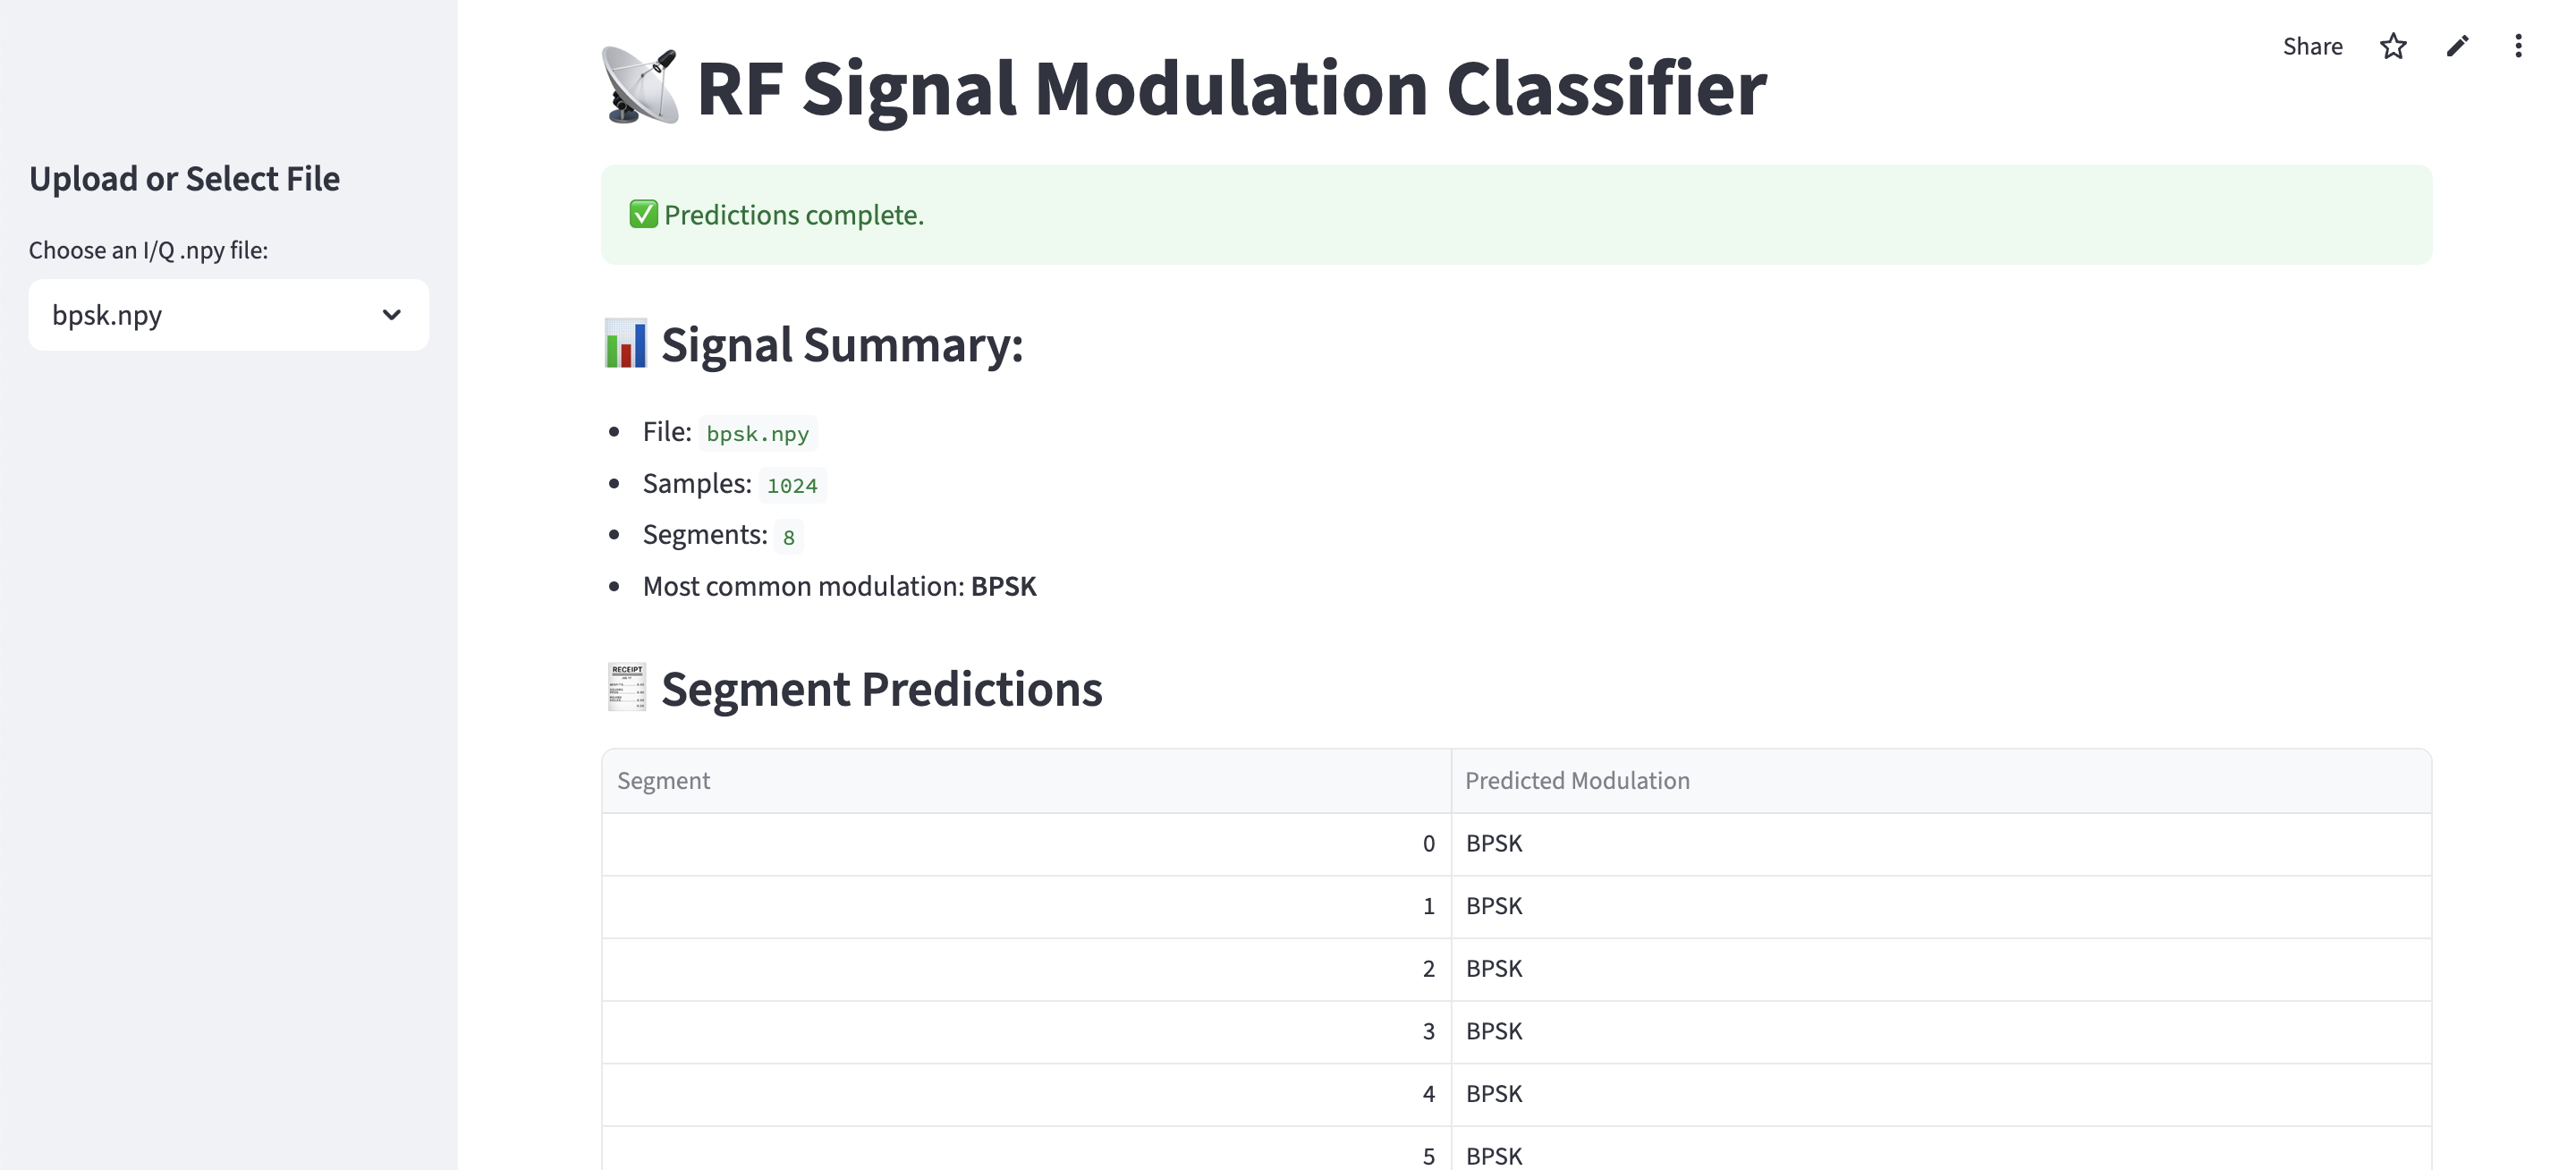 Share
RF Signal Modulation Classifier
Upload or Select File
Choose an I/Q .npy file:
bpsk.npy
Predictions complete.
Signal Summary:
File: bpsk.npy
Samples: 1024
Segments: 8
Most common modulation: BPSK
RECEIPT
Segment Predictions
Segment Predicted Modulation
0 BPSK
1 BPSK
2 BPSK
3 BPSK
4 BPSK
5 BPSK